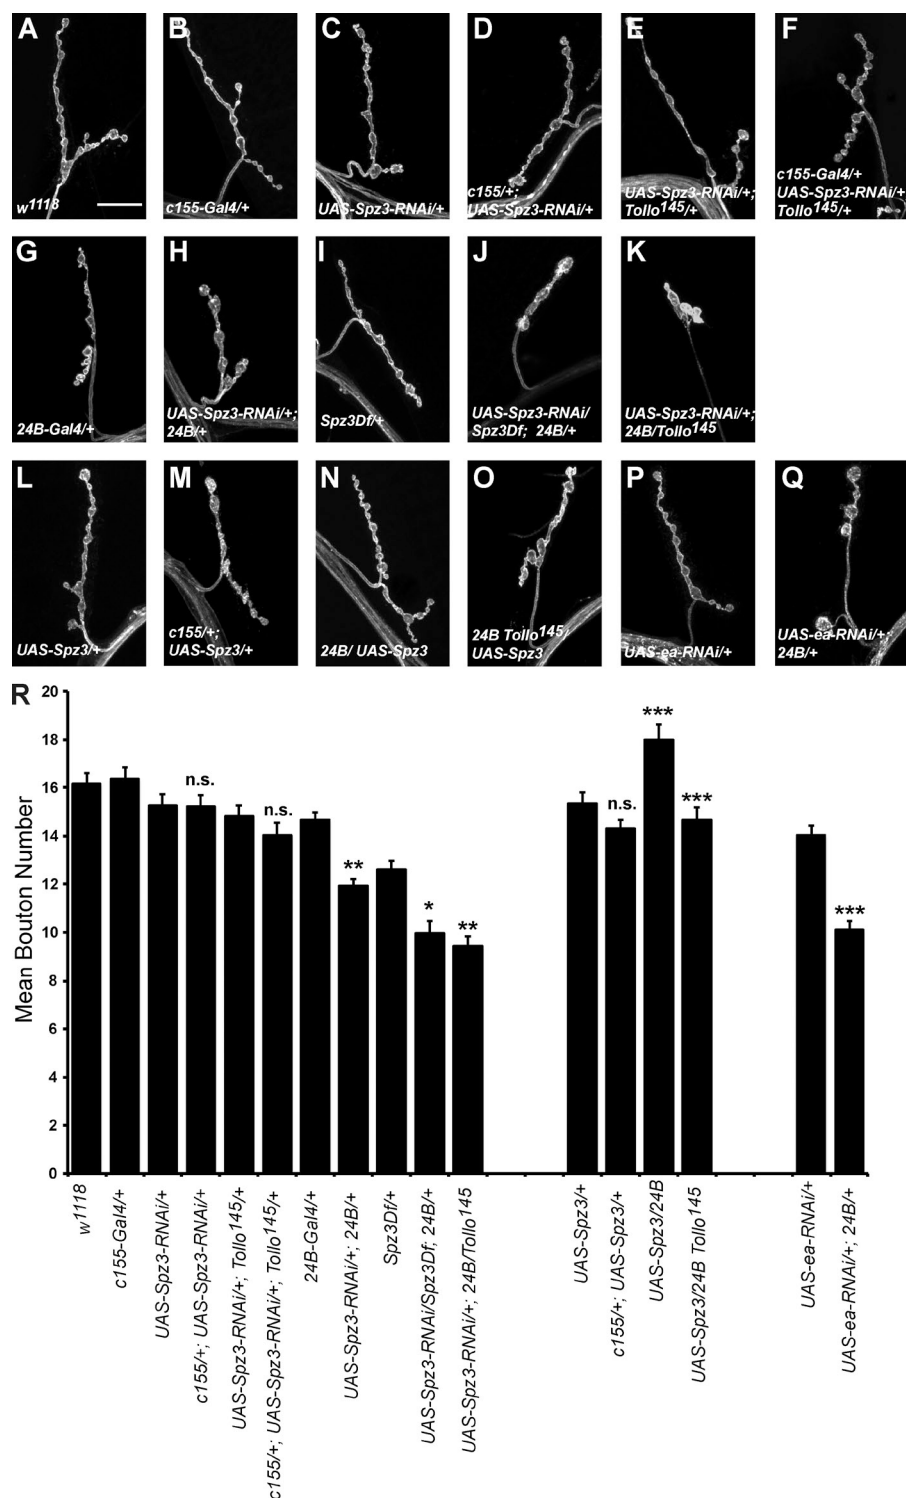 A
w1118
B
c155-Gal4/+
C
UAS-Spz3-RNAi/+
D
c155/+;
UAS-Spz3-RNAi/+
E
UAS-Spz3-RNAi/+;
Tollo145/+
F
c155-Gal4/+
UAS-Spz3-RNAi/+
Tollo145/+
G
24B-Gal4/+
H
UAS-Spz3-RNAi/+;
24B/+
I
Spz3Df/+
J
UAS-Spz3-RNAi/
Spz3Df; 24B/+
K
UAS-Spz3-RNAi/+;
24B/Tollo145
L
UAS-Spz3/+
M
c155/+;
UAS-Spz3/+
N
24B/ UAS-Spz3
O
24B Tollo145/
UAS-Spz3
P
UAS-ea-RNAi/+
Q
UAS-ea-RNAi/+;
24B/+
R
Mean Bouton Number
20
18
16
14
12
10
8
6
4
2
0
n.s.
n.s.
**
*
**
n.s.
***
***
***
w1118
c155-Gal4/+
UAS-Spz3-RNAi/+
c155/+; UAS-Spz3-RNAi/+
UAS-Spz3-RNAi/+; Tollo145/+
c155/+; UAS-Spz3-RNAi/+; Tollo145/+
24B-Gal4/+
UAS-Spz3-RNAi/+; 24B/+
Spz3Df/+
UAS-Spz3-RNAi/Spz3Df; 24B/+
UAS-Spz3-RNAi/+; 24B/Tollo145
UAS-Spz3/+
c155/+; UAS-Spz3/+
UAS-Spz3/24B
UAS-Spz3/24B Tollo145
UAS-ea-RNAi/+
UAS-ea-RNAi/+; 24B/+